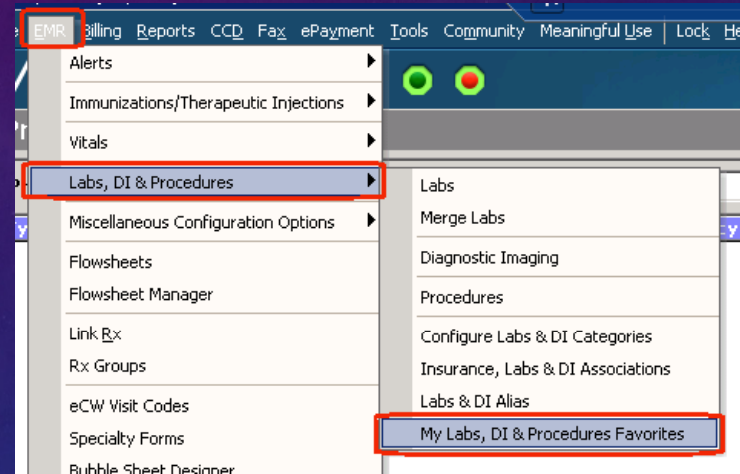 EMR Billing Reports CCD Fax ePayment Tools Community Meaningful Use Lock
Alerts
Immunizations/Therapeutic Injections
Vitals
Labs, DI & Procedures
Miscellaneous Configuration Options
Flowsheets
Flowsheet Manager
Link Rx
Rx Groups
eCW Visit Codes
Specialty Forms
Bubble Sheet Designer
Labs
Merge Labs
Diagnostic Imaging
Procedures
Configure Labs & DI Categories
Insurance, Labs & DI Associations
Labs & DI Alias
My Labs, DI & Procedures Favorites